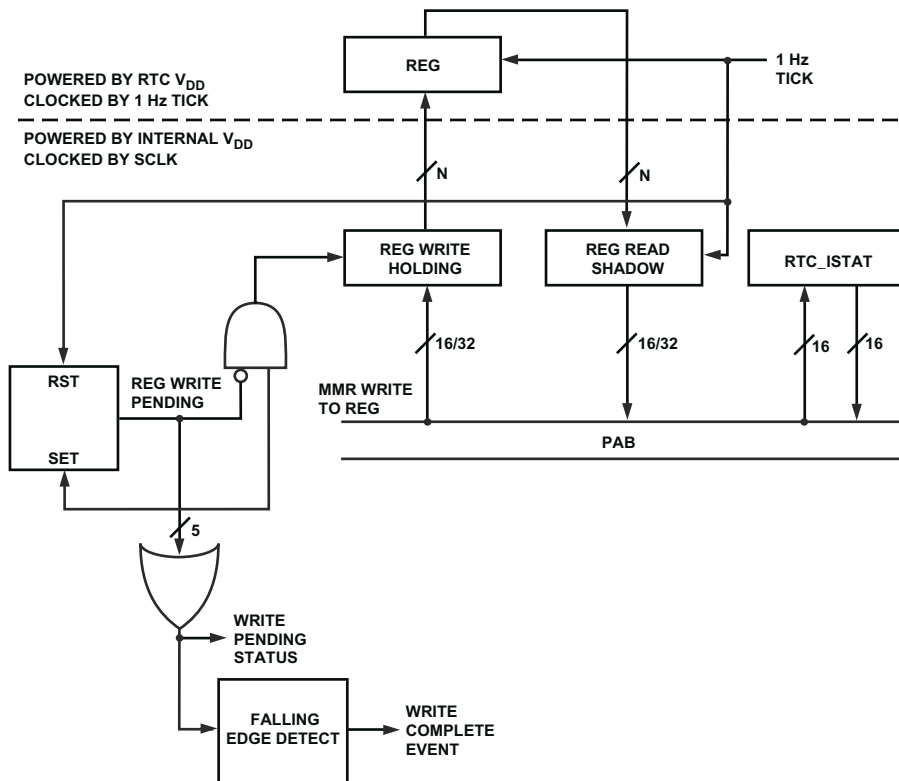 REG
1 Hz
TICK
POWERED BY RTC VDD
CLOCKED BY 1 Hz TICK
POWERED BY INTERNAL VDD
CLOCKED BY SCLK
N
N
REG WRITE
HOLDING
REG READ
SHADOW
RTC_ISTAT
16/32
16/32
16
16
RST
SET
REG WRITE
PENDING
MMR WRITE
TO REG
PAB
5
WRITE
PENDING
STATUS
FALLING
EDGE DETECT
WRITE
COMPLETE
EVENT